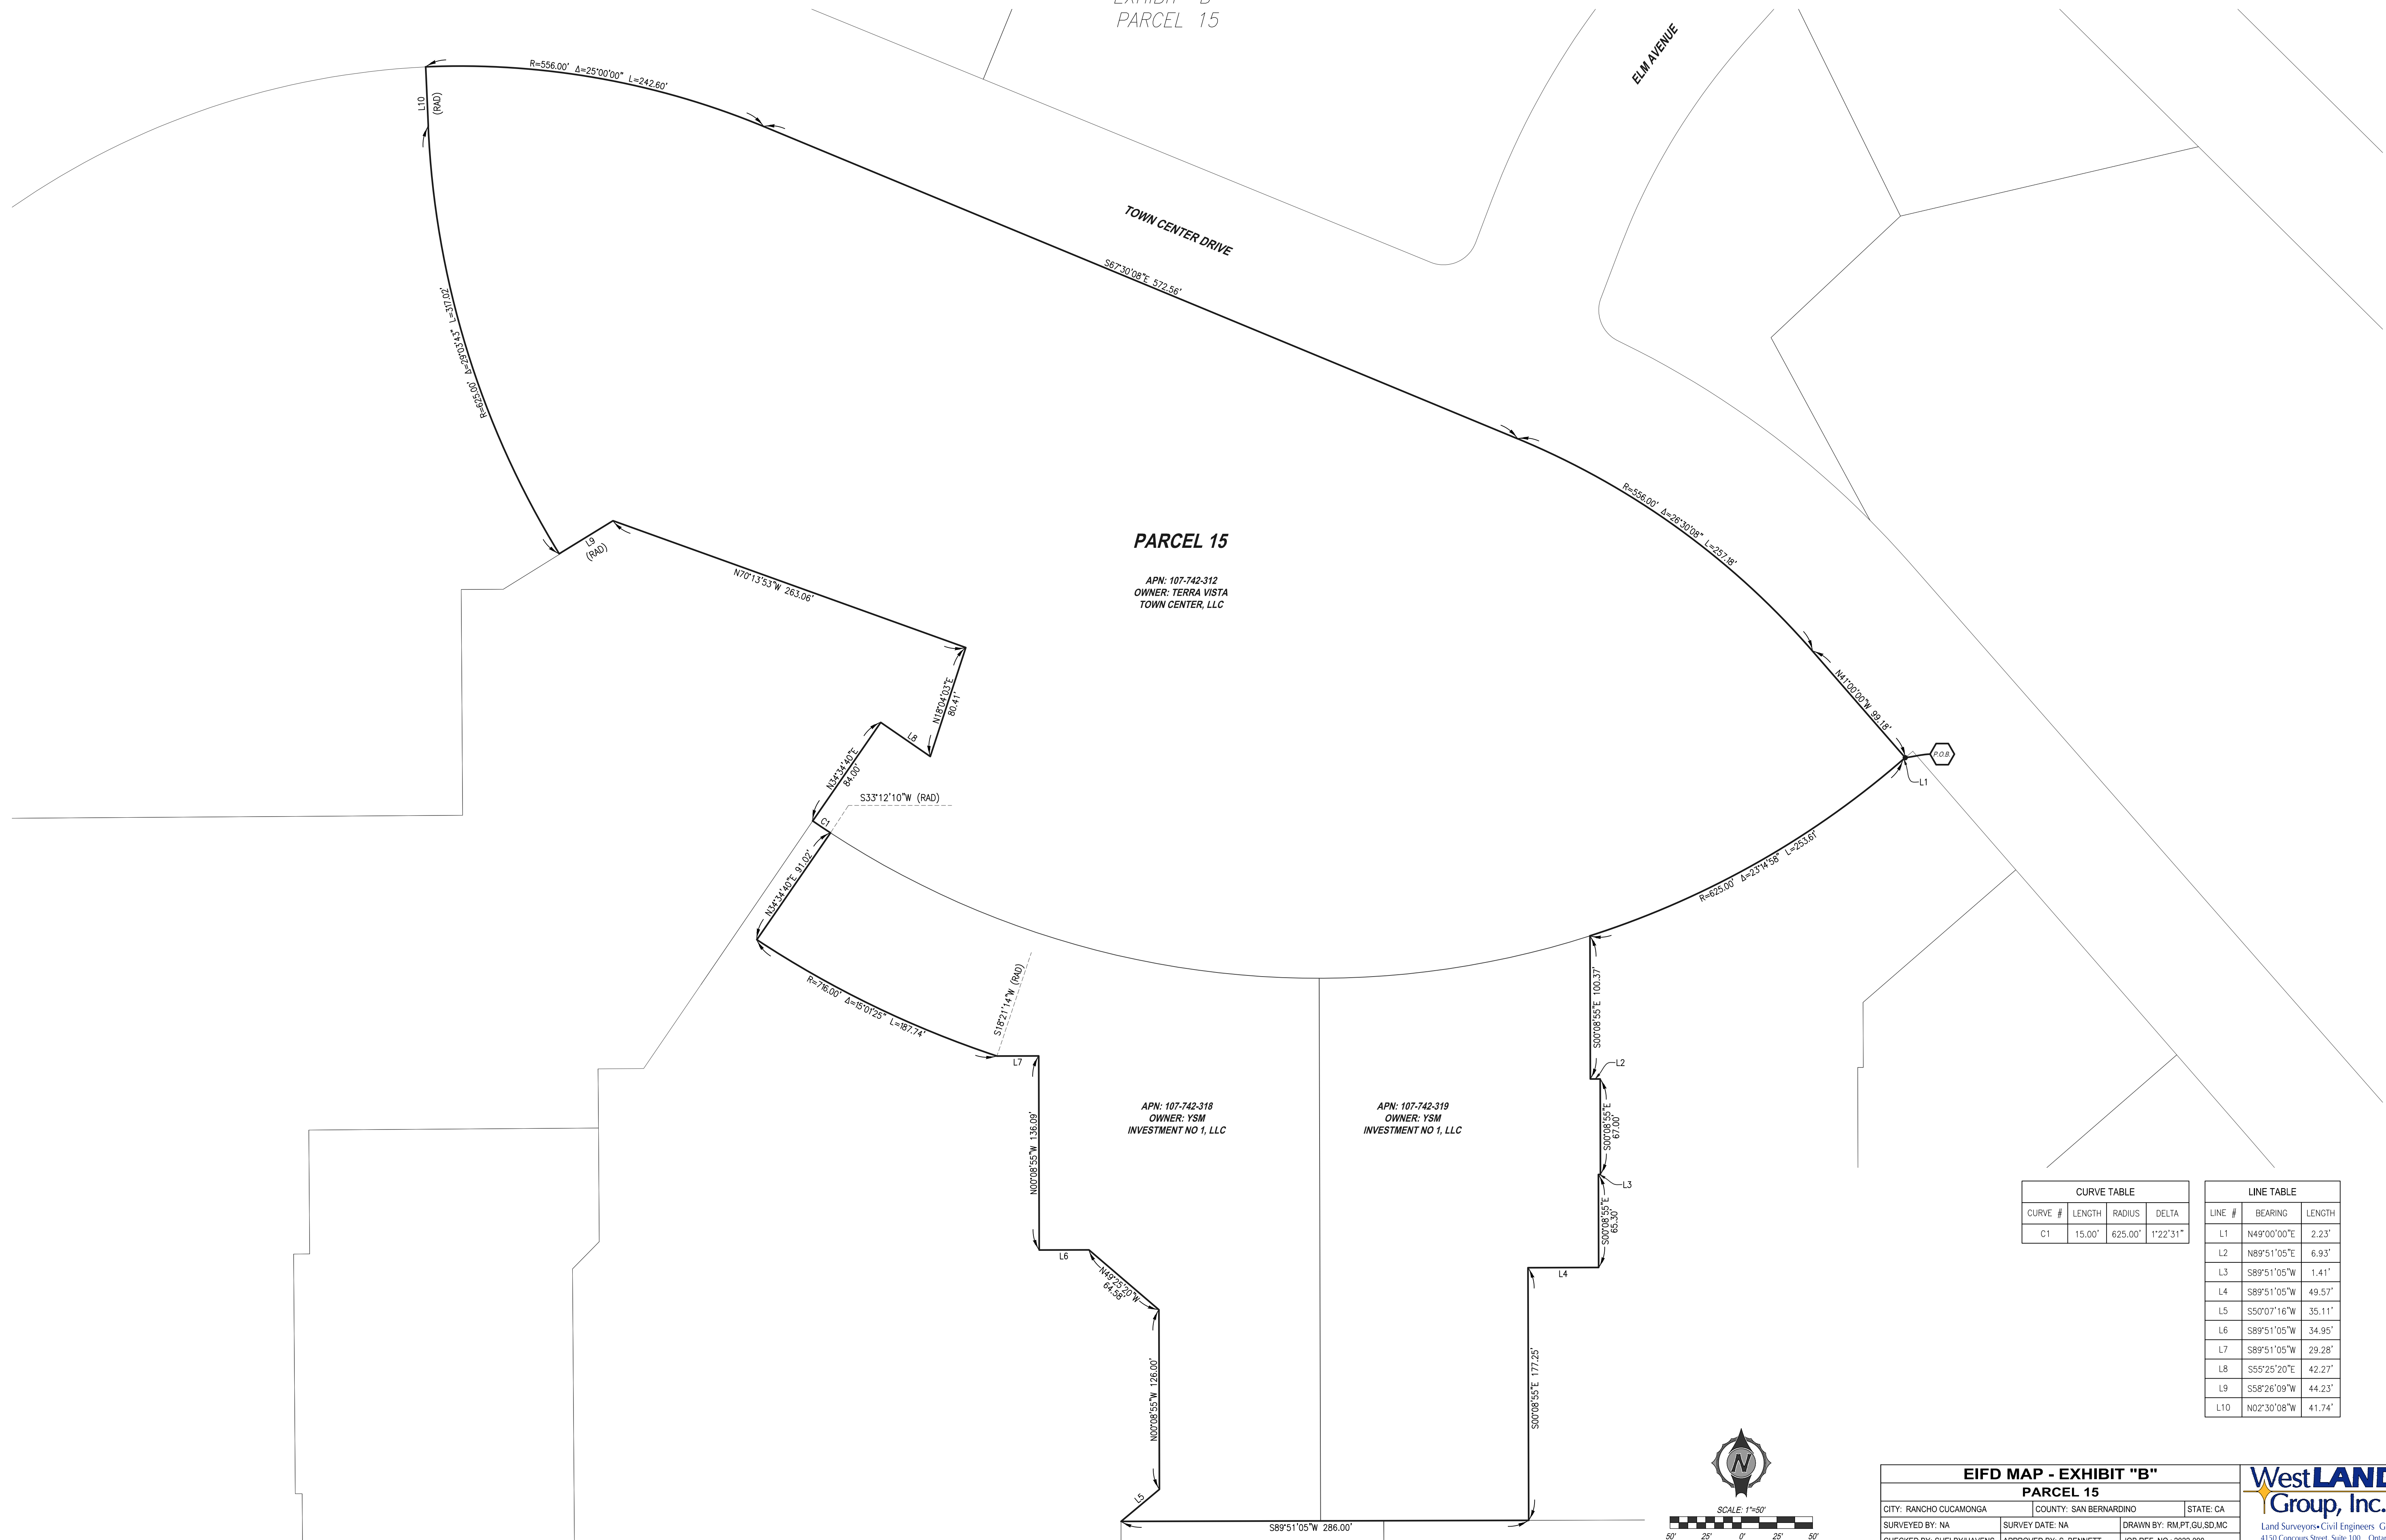 PARCEL 15
ELM AVENUE
R=556.00' Δ=25°00'00" L=242.60'
L10
(RAD)
TOWN CENTER DRIVE
S67°30'08"E 572.56'
R=625.00' Δ=29°03'43" L=317.02'
R=556.00' Δ=26°30'08" L=257.18'
PARCEL 15
APN: 107-742-312
OWNER: TERRA VISTA
TOWN CENTER, LLC
L9
(RAD)
N70°13'53"W 263.06'
N18°04'03"E
80.41'
L8
N41°00'00"W 99.18'
P.O.B.
L1
N34°34'40"E
84.00'
S33°12'10"W (RAD)
C1
N34°34'40"E 91.02'
R=625.00' Δ=23°14'58" L=253.61'
R=716.00' Δ=15°01'25" L=187.74'
S18°21'14"W (RAD)
L7
S00°08'55"E 100.37'
L2
S00°08'55"E
67.00'
L3
S00°08'55"E
65.30'
APN: 107-742-318
OWNER: YSM
INVESTMENT NO 1, LLC
APN: 107-742-319
OWNER: YSM
INVESTMENT NO 1, LLC
N00°08'55"W 136.09'
L6
N49°25'20"W
64.58'
L4
N00°08'55"W 126.00'
S00°08'55"E 177.25'
L5
S89°51'05"W 286.00'
CURVE TABLE
CURVE # LENGTH RADIUS DELTA
C1 15.00' 625.00' 1°22'31"
LINE TABLE
LINE # BEARING LENGTH
L1 N49°00'00"E 2.23'
L2 N89°51'05"E 6.93'
L3 S89°51'05"W 1.41'
L4 S89°51'05"W 49.57'
L5 S50°07'16"W 35.11'
L6 S89°51'05"W 34.95'
L7 S89°51'05"W 29.28'
L8 S55°25'20"E 42.27'
L9 S58°26'09"W 44.23'
L10 N02°30'08"W 41.74'
N
SCALE: 1"=50'
50' 25' 0' 25' 50'
EIFD MAP - EXHIBIT "B"
PARCEL 15
CITY: RANCHO CUCAMONGA COUNTY: SAN BERNARDINO STATE: CA
SURVEYED BY: NA SURVEY DATE: NA DRAWN BY: RM,PT,GU,SD,MC
WestLAND
Group, Inc.
Land Surveyors•Civil Engineers G